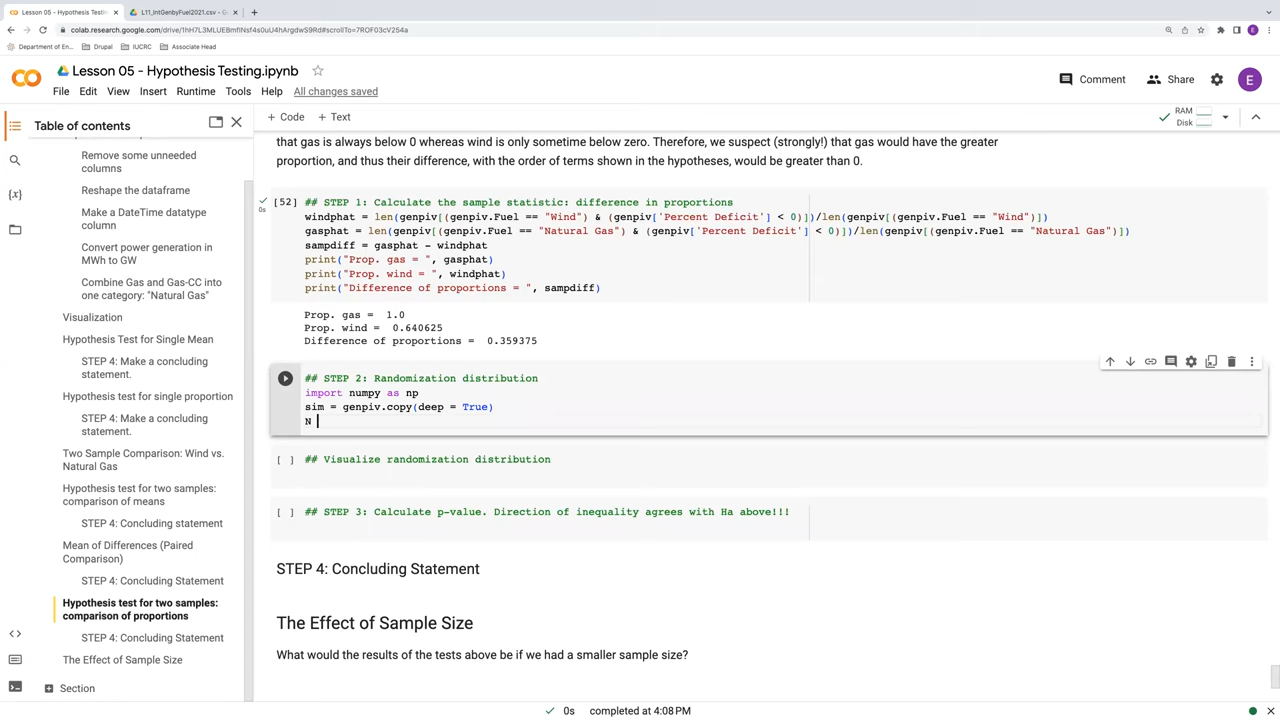 Lesson 05 - Hypothesis Testing
L11_IntGenbyFuel2021.csv - G
colab.research.google.com/drive/1hH7L3MLUEBmfINsf4s0uU4hArgdwS9Rd#scrollTo=7ROF03cV254a
Department of En... Drupal IUCRC Associate Head
Lesson 05 - Hypothesis Testing.ipynb
File Edit View Insert Runtime Tools Help All changes saved
Comment Share E
Table of contents
+ Code + Text
RAM
Disk
Remove some unneeded
columns
Reshape the dataframe
Make a DateTime datatype
column
Convert power generation in
MWh to GW
Combine Gas and Gas-CC into
one category: "Natural Gas"
Visualization
Hypothesis Test for Single Mean
STEP 4: Make a concluding
statement.
Hypothesis test for single proportion
STEP 4: Make a concluding
statement.
Two Sample Comparison: Wind vs.
Natural Gas
Hypothesis test for two samples:
comparison of means
STEP 4: Concluding statement
Mean of Differences (Paired
Comparison)
STEP 4: Concluding Statement
Hypothesis test for two samples:
comparison of proportions
STEP 4: Concluding Statement
The Effect of Sample Size
Section
that gas is always below 0 whereas wind is only sometime below zero. Therefore, we suspect (strongly!) that gas would have the greater
proportion, and thus their difference, with the order of terms shown in the hypotheses, would be greater than 0.
[52] ## STEP 1: Calculate the sample statistic: difference in proportions
0s
windphat = len(genpiv[(genpiv.Fuel == "Wind") & (genpiv['Percent Deficit'] < 0)])/len(genpiv[(genpiv.Fuel == "Wind")])
gasphat = len(genpiv[(genpiv.Fuel == "Natural Gas") & (genpiv['Percent Deficit'] < 0)])/len(genpiv[(genpiv.Fuel == "Natural Gas")])
sampdiff = gasphat - windphat
print("Prop. gas = ", gasphat)
print("Prop. wind = ", windphat)
print("Difference of proportions = ", sampdiff)
Prop. gas =  1.0
Prop. wind =  0.640625
Difference of proportions =  0.359375
## STEP 2: Randomization distribution
import numpy as np
sim = genpiv.copy(deep = True)
N
[ ] ## Visualize randomization distribution
[ ] ## STEP 3: Calculate p-value. Direction of inequality agrees with Ha above!!!
STEP 4: Concluding Statement
The Effect of Sample Size
What would the results of the tests above be if we had a smaller sample size?
0s completed at 4:08 PM